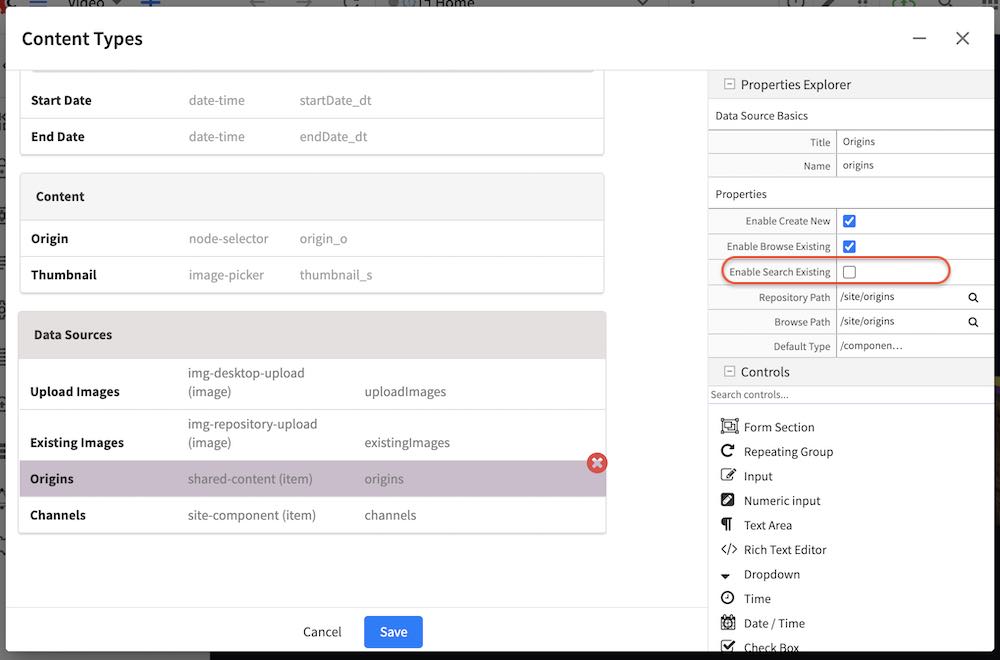 Video
Home
Content Types
Start Date date-time startDate_dt
End Date date-time endDate_dt
Content
Origin node-selector origin_o
Thumbnail image-picker thumbnail_s
Data Sources
Upload Images img-desktop-upload (image) uploadImages
Existing Images img-repository-upload (image) existingImages
Origins shared-content (item) origins
Channels site-component (item) channels
Cancel Save
Properties Explorer
Data Source Basics
Title Origins
Name origins
Properties
Enable Create New
Enable Browse Existing
Enable Search Existing
Repository Path /site/origins
Browse Path /site/origins
Default Type /componen...
Controls
Search controls...
Form Section
Repeating Group
Input
Numeric input
Text Area
Rich Text Editor
Dropdown
Time
Date / Time
Check Box